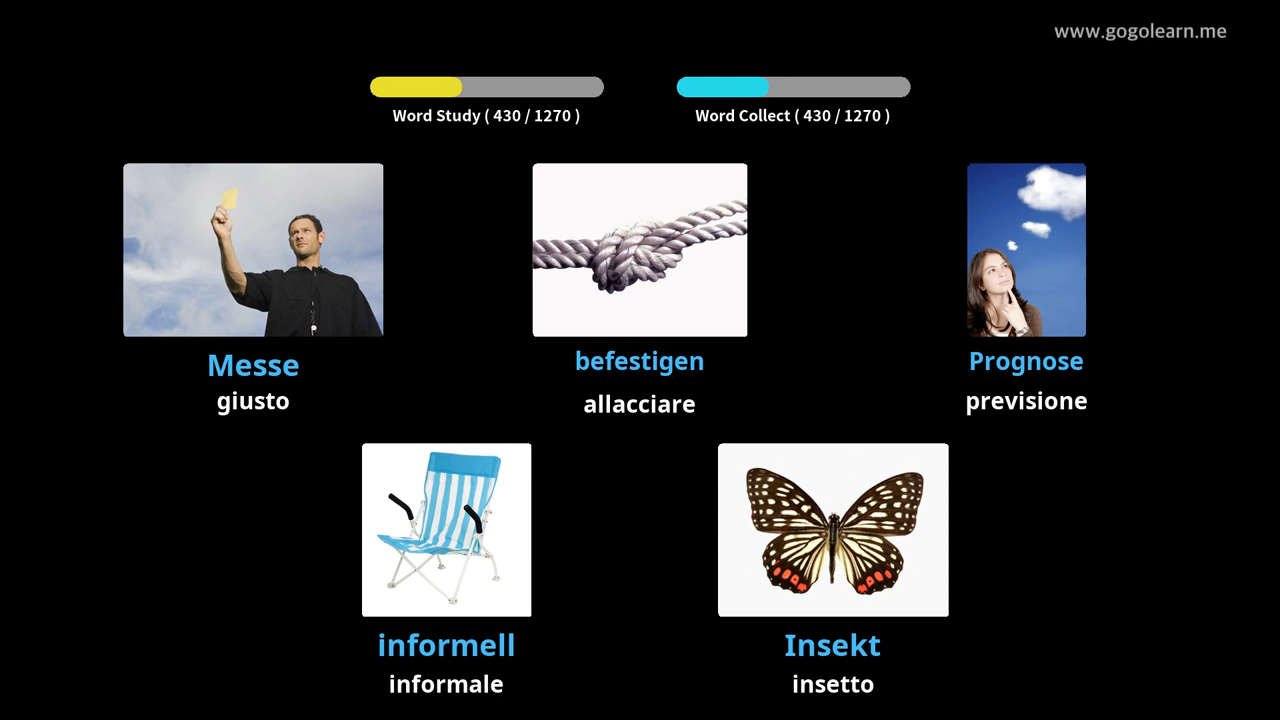 www.gogolearn.me
Word Study ( 430 / 1270 )
Word Collect ( 430 / 1270 )
Messe
giusto
befestigen
allacciare
Prognose
previsione
informell
informale
Insekt
insetto